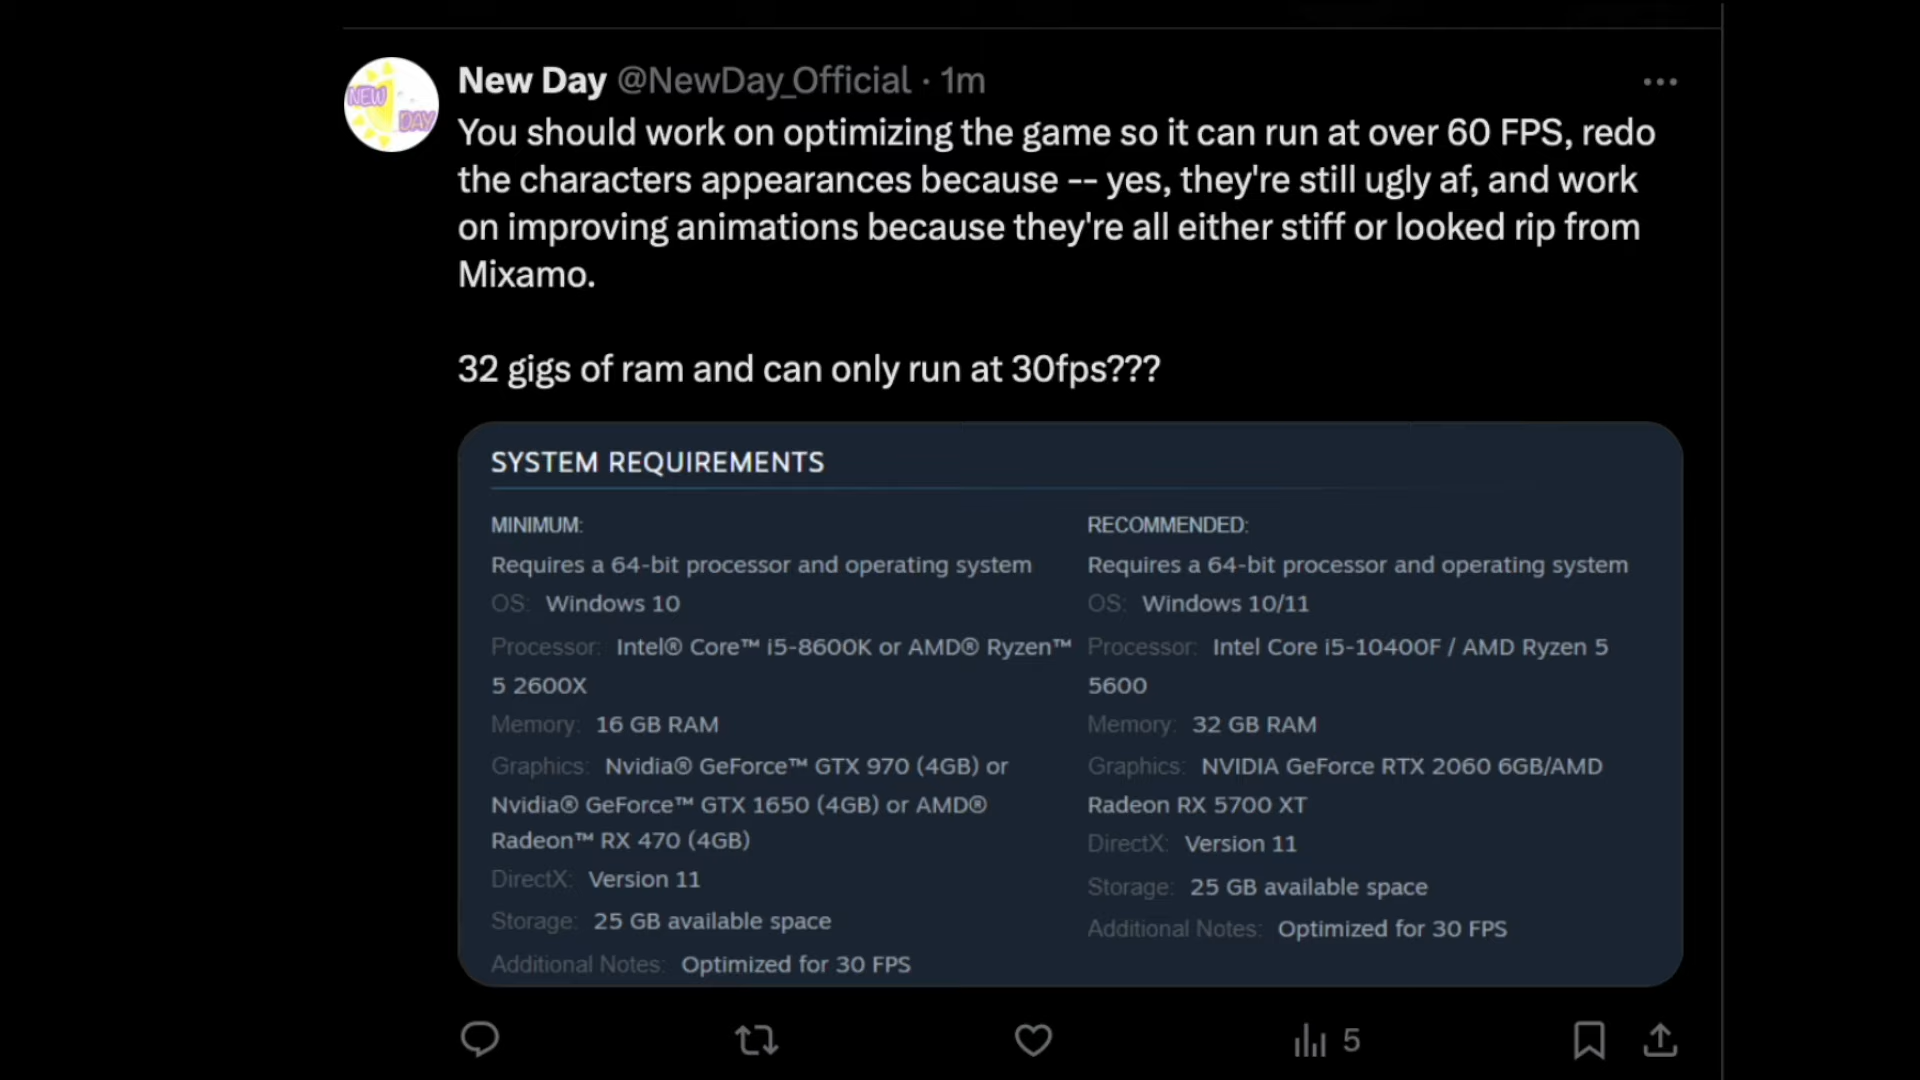 NEW
DAY
New Day @NewDay_Official · 1m
You should work on optimizing the game so it can run at over 60 FPS, redo
the characters appearances because -- yes, they're still ugly af, and work
on improving animations because they're all either stiff or looked rip from
Mixamo.
32 gigs of ram and can only run at 30fps???
SYSTEM REQUIREMENTS
MINIMUM:
Requires a 64-bit processor and operating system
OS: Windows 10
Processor: Intel® Core™ i5-8600K or AMD® Ryzen™
5 2600X
Memory: 16 GB RAM
Graphics: Nvidia® GeForce™ GTX 970 (4GB) or
Nvidia® GeForce™ GTX 1650 (4GB) or AMD®
Radeon™ RX 470 (4GB)
DirectX: Version 11
Storage: 25 GB available space
Additional Notes: Optimized for 30 FPS
RECOMMENDED:
Requires a 64-bit processor and operating system
OS: Windows 10/11
Processor: Intel Core i5-10400F / AMD Ryzen 5
5600
Memory: 32 GB RAM
Graphics: NVIDIA GeForce RTX 2060 6GB/AMD
Radeon RX 5700 XT
DirectX: Version 11
Storage: 25 GB available space
Additional Notes: Optimized for 30 FPS
5